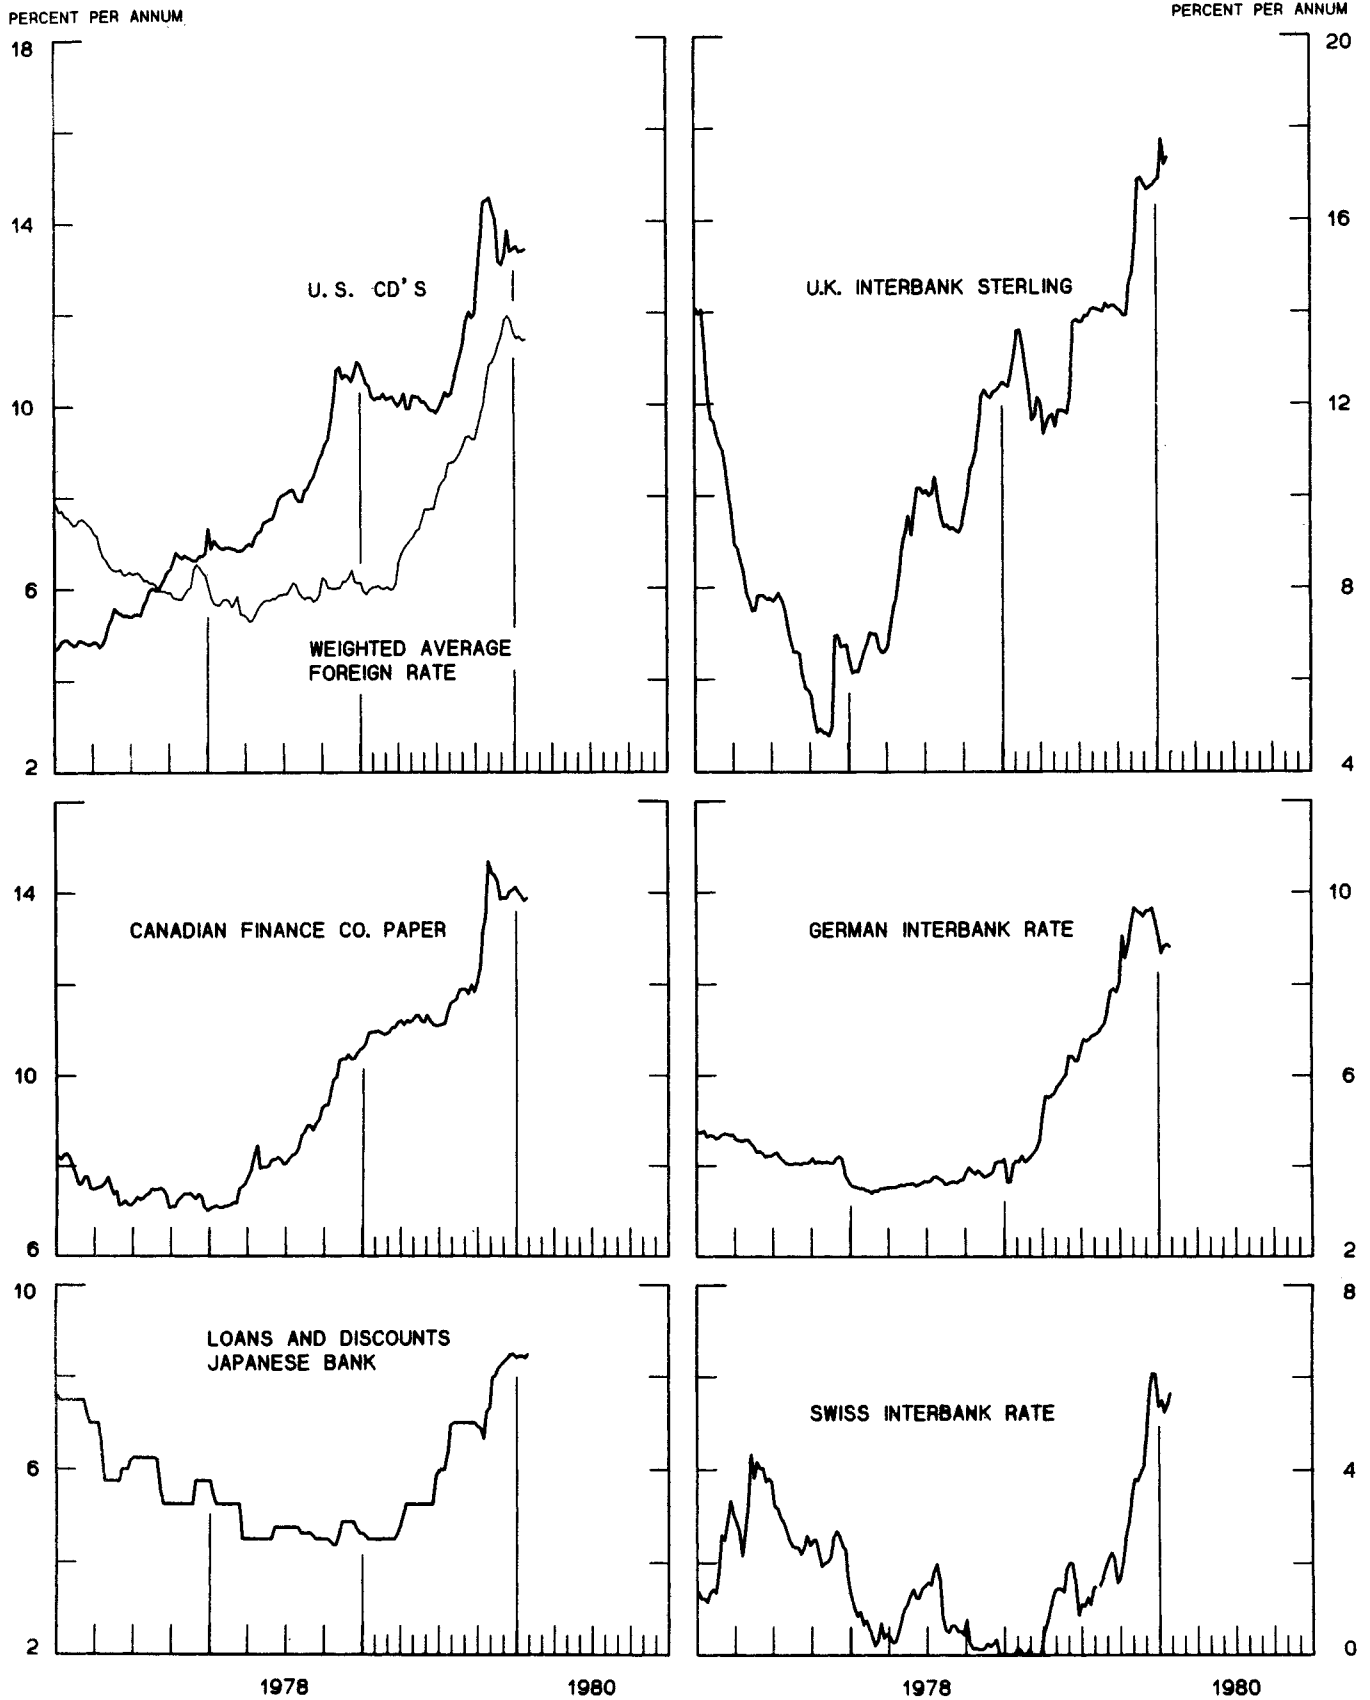 PERCENT PER ANNUM
PERCENT PER ANNUM
18
14
10
6
2
U.S. CD'S
WEIGHTED AVERAGE
FOREIGN RATE
20
16
12
8
4
U.K. INTERBANK STERLING
14
10
6
CANADIAN FINANCE CO. PAPER
10
6
2
GERMAN INTERBANK RATE
10
6
2
LOANS AND DISCOUNTS
JAPANESE BANK
8
4
0
SWISS INTERBANK RATE
1978
1980
1978
1980